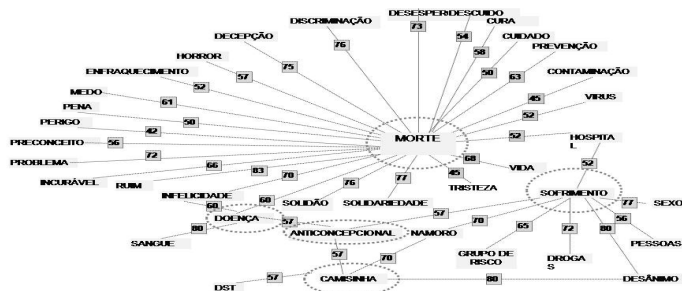 DESESPERO
DESCUIDO
DISCRIMINAÇÃO
73
CURA
54
DECEPÇÃO
76
58
CUIDADO
PREVENÇÃO
HORROR
75
50
63
CONTAMINAÇÃO
ENFRAQUECIMENTO
57
45
MEDO
52
VIRUS
61
52
PENA
50
PERIGO
42
MORTE
52
HOSPITA
L
PRECONCEITO
56
PROBLEMA
72
66
83
70
68
VIDA
52
INCURÁVEL
RUIM
76
77
45
TRISTEZA
INFELICIDADE
60
SOLIDÃO
SOLIDARIEDADE
SOFRIMENTO
SEXO
77
60
DOENÇA
57
57
70
56
SANGUE
80
ANTICONCEPCIONAL
NAMORO
65
72
80
PESSOAS
57
70
GRUPO DE
RISCO
DROGA
S
DST
57
CAMISINHA
80
DESÂNIMO